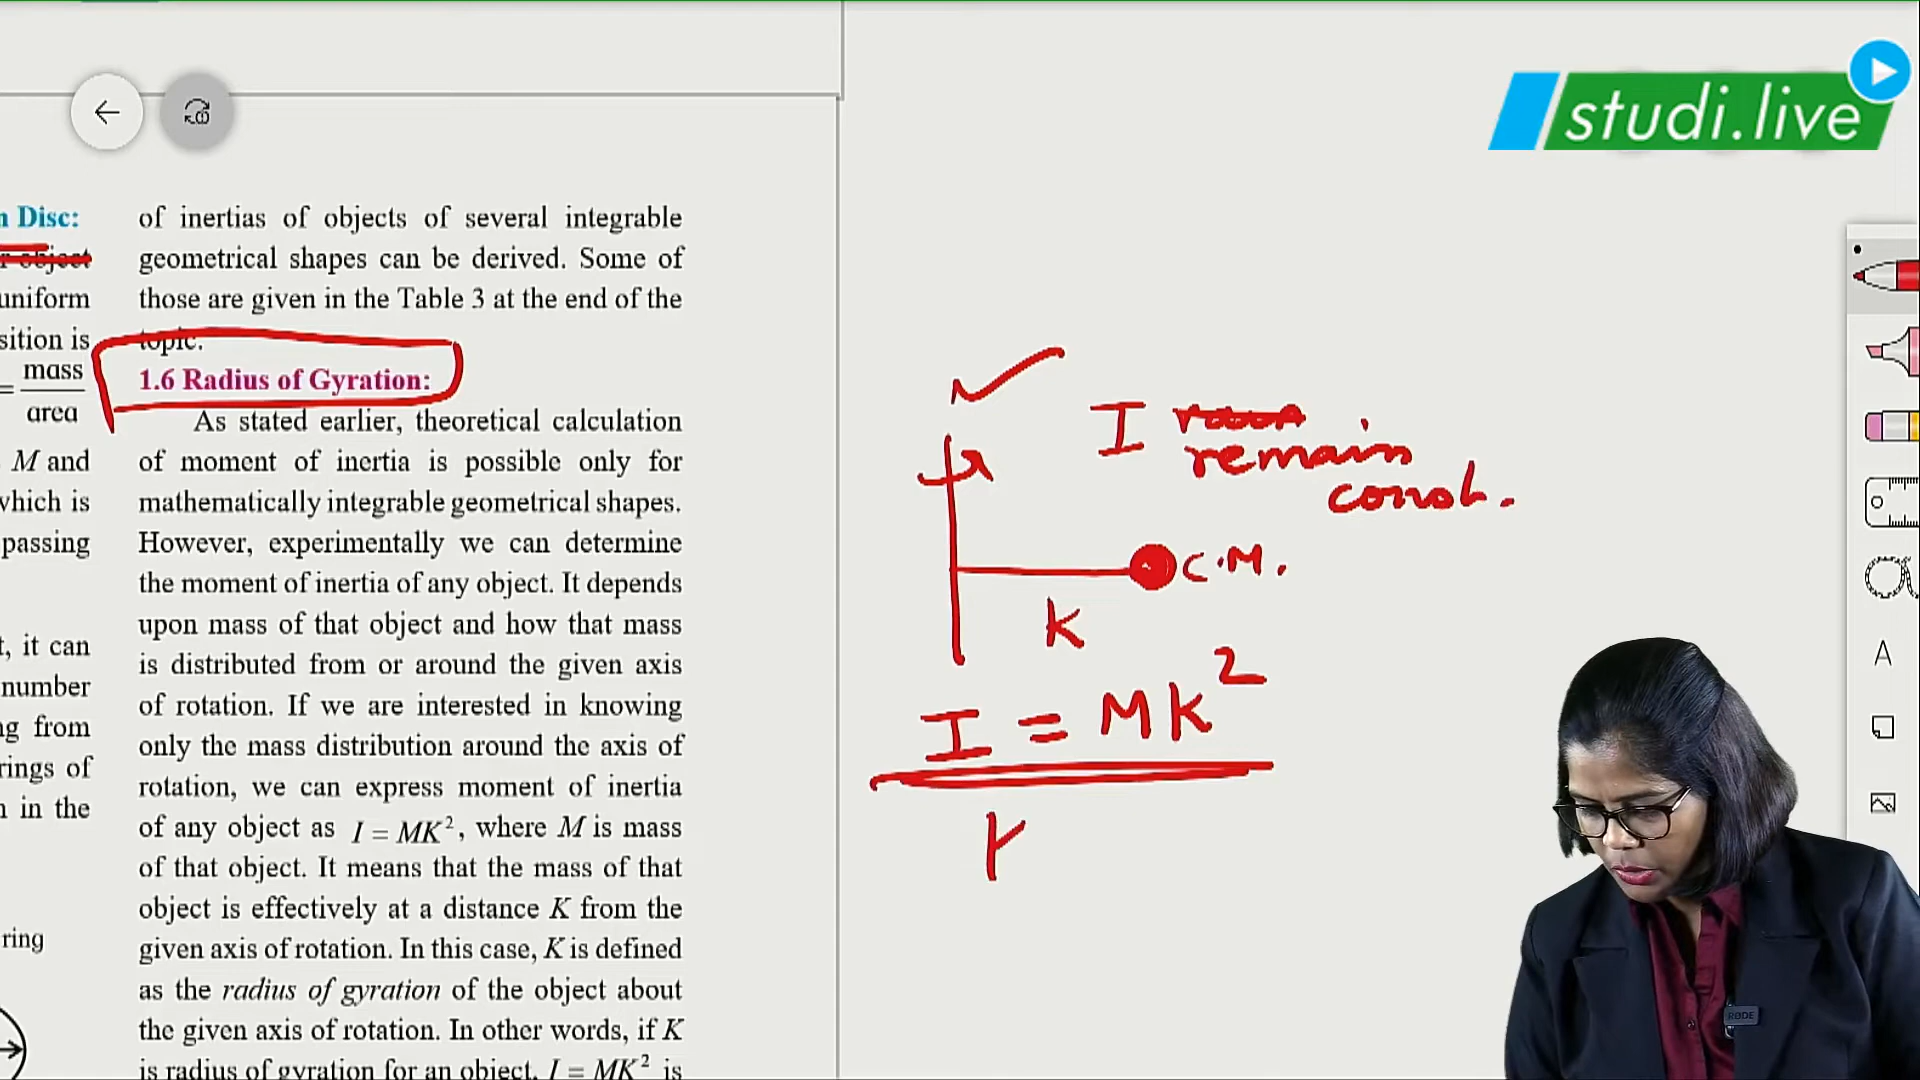 studi.live
n Disc:
r object
uniform
sition is
= mass
area
M and
which is
passing
t, it can
number
ng from
rings of
n in the
ring
of inertias of objects of several integrable
geometrical shapes can be derived. Some of
those are given in the Table 3 at the end of the
topic.
1.6 Radius of Gyration:
As stated earlier, theoretical calculation
of moment of inertia is possible only for
mathematically integrable geometrical shapes.
However, experimentally we can determine
the moment of inertia of any object. It depends
upon mass of that object and how that mass
is distributed from or around the given axis
of rotation. If we are interested in knowing
only the mass distribution around the axis of
rotation, we can express moment of inertia
of any object as I = MK², where M is mass
of that object. It means that the mass of that
object is effectively at a distance K from the
given axis of rotation. In this case, K is defined
as the radius of gyration of the object about
the given axis of rotation. In other words, if K
is radius of gyration for an object, I = MK² is
I
remain
const.
C.M.
K
I = MK²
A
RØDE